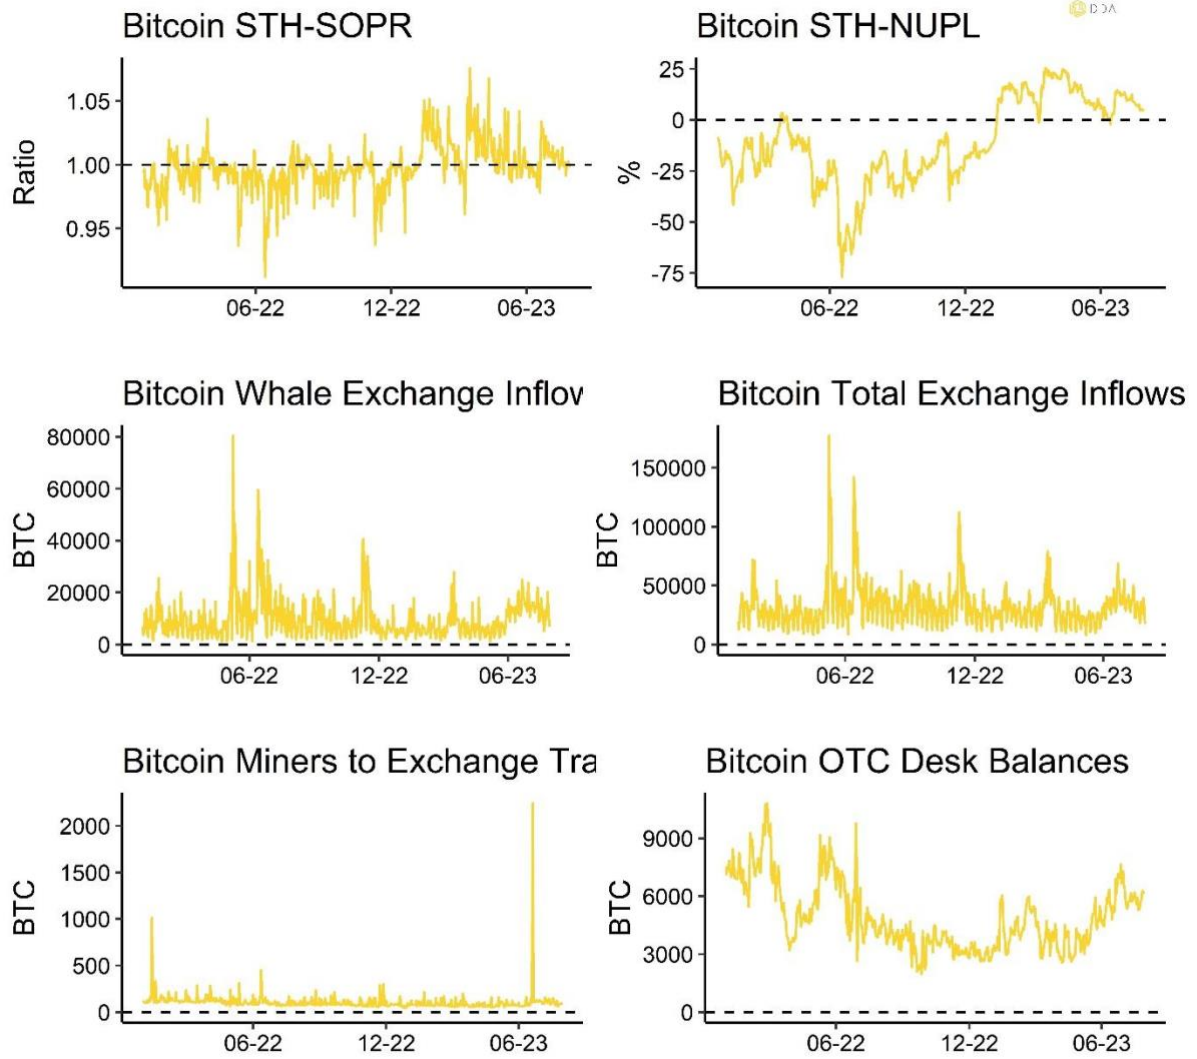 Bitcoin STH-SOPR
Ratio
1.05
1.00
0.95
06-22 12-22 06-23
Bitcoin STH-NUPL
%
25
0
-25
-50
-75
06-22 12-22 06-23
Bitcoin Whale Exchange Inflow
BTC
80000
60000
40000
20000
0
06-22 12-22 06-23
Bitcoin Total Exchange Inflows
BTC
150000
100000
50000
0
06-22 12-22 06-23
Bitcoin Miners to Exchange Tra
BTC
2000
1500
1000
500
0
06-22 12-22 06-23
Bitcoin OTC Desk Balances
BTC
9000
6000
3000
0
06-22 12-22 06-23